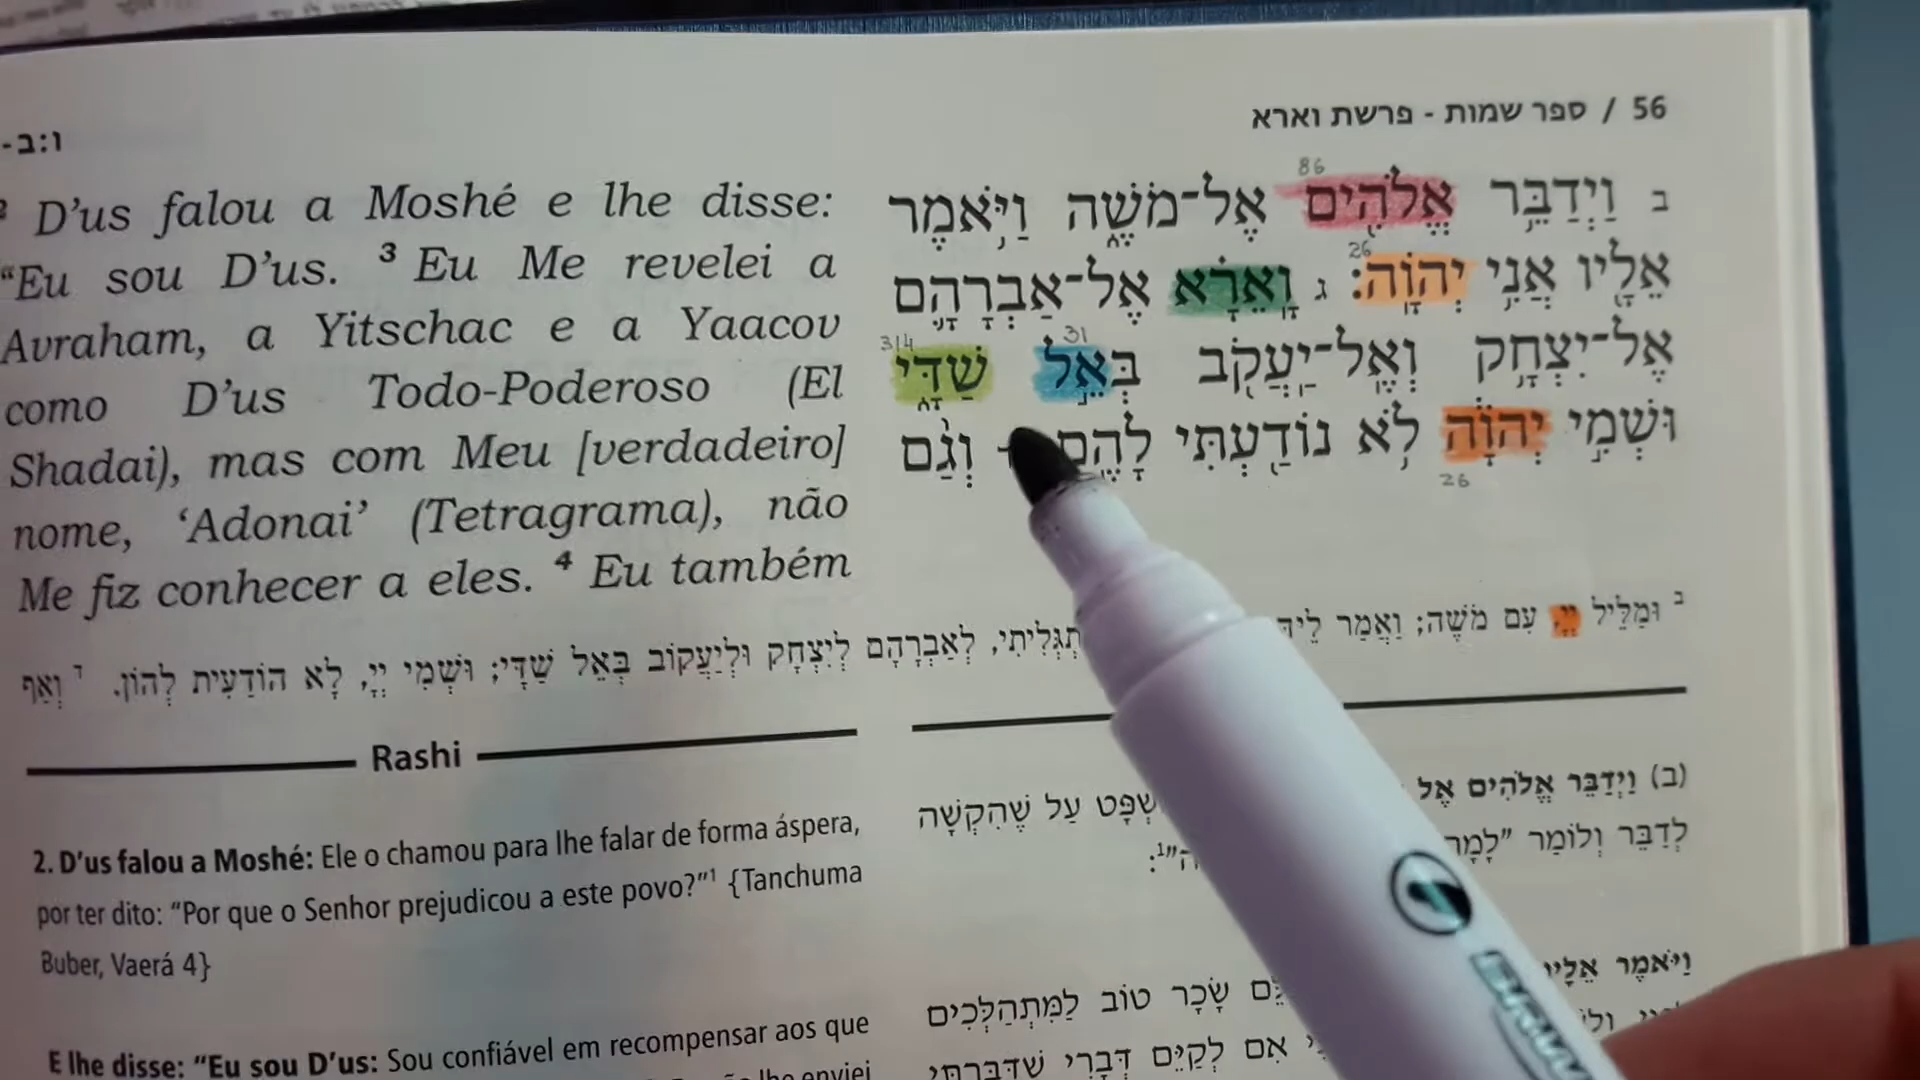 56 / ספר שמות - פרשת וארא
ו:ב-
ב וַיְדַבֵּ֥ר אֱלֹהִ֖ים אֶל־מֹשֶׁ֑ה וַיֹּ֥אמֶר
86
אֵלָ֖יו אֲנִ֥י יְהוָֽה׃ ג וָאֵרָ֗א אֶל־אַבְרָהָ֛ם
26
אֶל־יִצְחָ֥ק וְאֶֽל־יַעֲקֹ֖ב בְּאֵ֣ל שַׁדָּ֑י
31
314
וּשְׁמִ֣י יְהוָ֔ה לֹ֥א נוֹדַ֖עְתִּי לָהֶֽם וְגַ֨ם
26
² D’us falou a Moshé e lhe disse:
“Eu sou D’us. ³ Eu Me revelei a
Avraham, a Yitschac e a Yaacov
como D’us Todo-Poderoso (El
Shadai), mas com Meu [verdadeiro]
nome, ‘Adonai’ (Tetragrama), não
Me fiz conhecer a eles. ⁴ Eu também
ב וּמַלֵּיל יְיָ, עִם מֹשֶׁה; וַאֲמַר לֵיהּ
לְאַבְרָהָם לְיִצְחָק וּלְיַעֲקוֹב בְּאֵל שַׁדָּי; וּשְׁמִי יְיָ, לָא הוֹדַעִית לְהוֹן. ד וְאַף
Rashi
2. D’us falou a Moshé: Ele o chamou para lhe falar de forma áspera,
por ter dito: “Por que o Senhor prejudicou a este povo?”¹ {Tanchuma
Buber, Vaerá 4}
E lhe disse: “Eu sou D’us: Sou confiável em recompensar aos que
(ב) וַיְדַבֵּר אֱלֹהִים אֶל
עַל שֶׁהִקְשָׁה
לְדַבֵּר וְלוֹמַר
וַיֹּאמֶר אֵלָיו
שָׂכָר טוֹב לַמִּתְהַלְּכִים
אִם לְקַיֵּם דְּבָרִי שֶׁדִּבַּרְתִּי